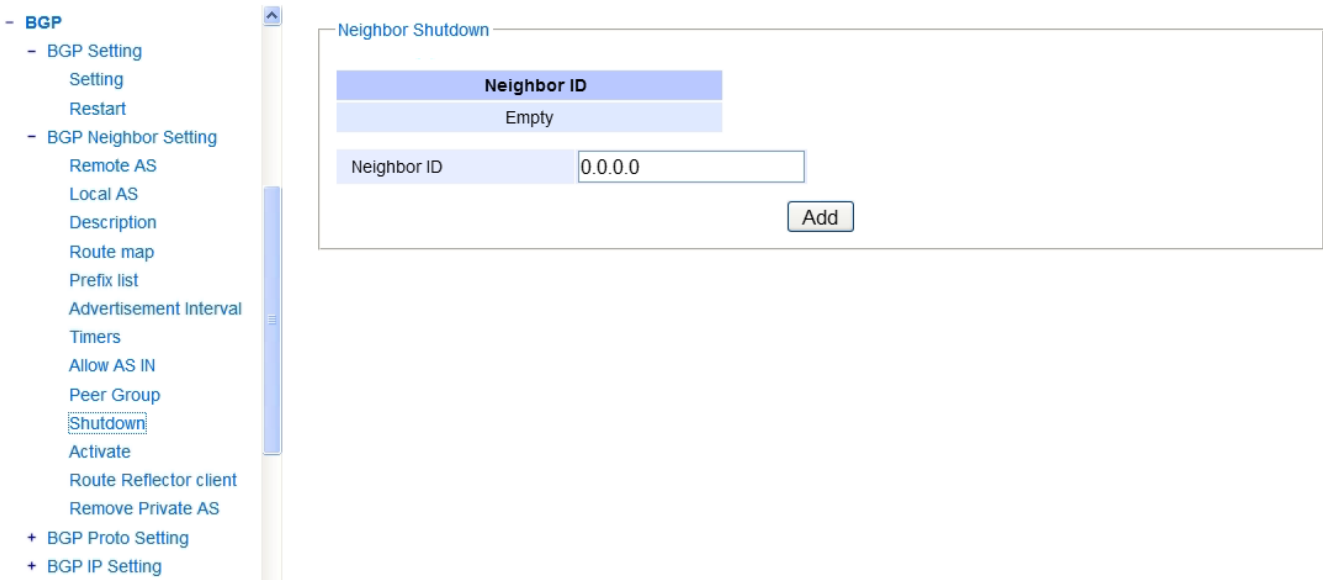 − BGP
− BGP Setting
Setting
Restart
− BGP Neighbor Setting
Remote AS
Local AS
Description
Route map
Prefix list
Advertisement Interval
Timers
Allow AS IN
Peer Group
Shutdown
Activate
Route Reflector client
Remove Private AS
+ BGP Proto Setting
+ BGP IP Setting
Neighbor Shutdown
Neighbor ID
Empty
Neighbor ID 0.0.0.0
Add